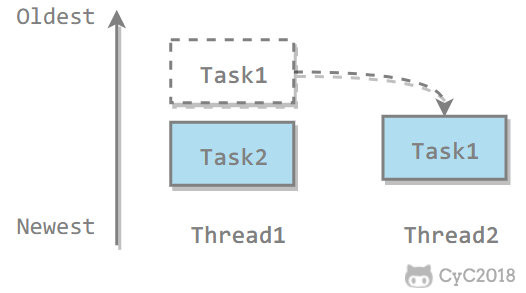 Oldest
Task1
Task2
Task1
Newest
Thread1
Thread2
CyC2018